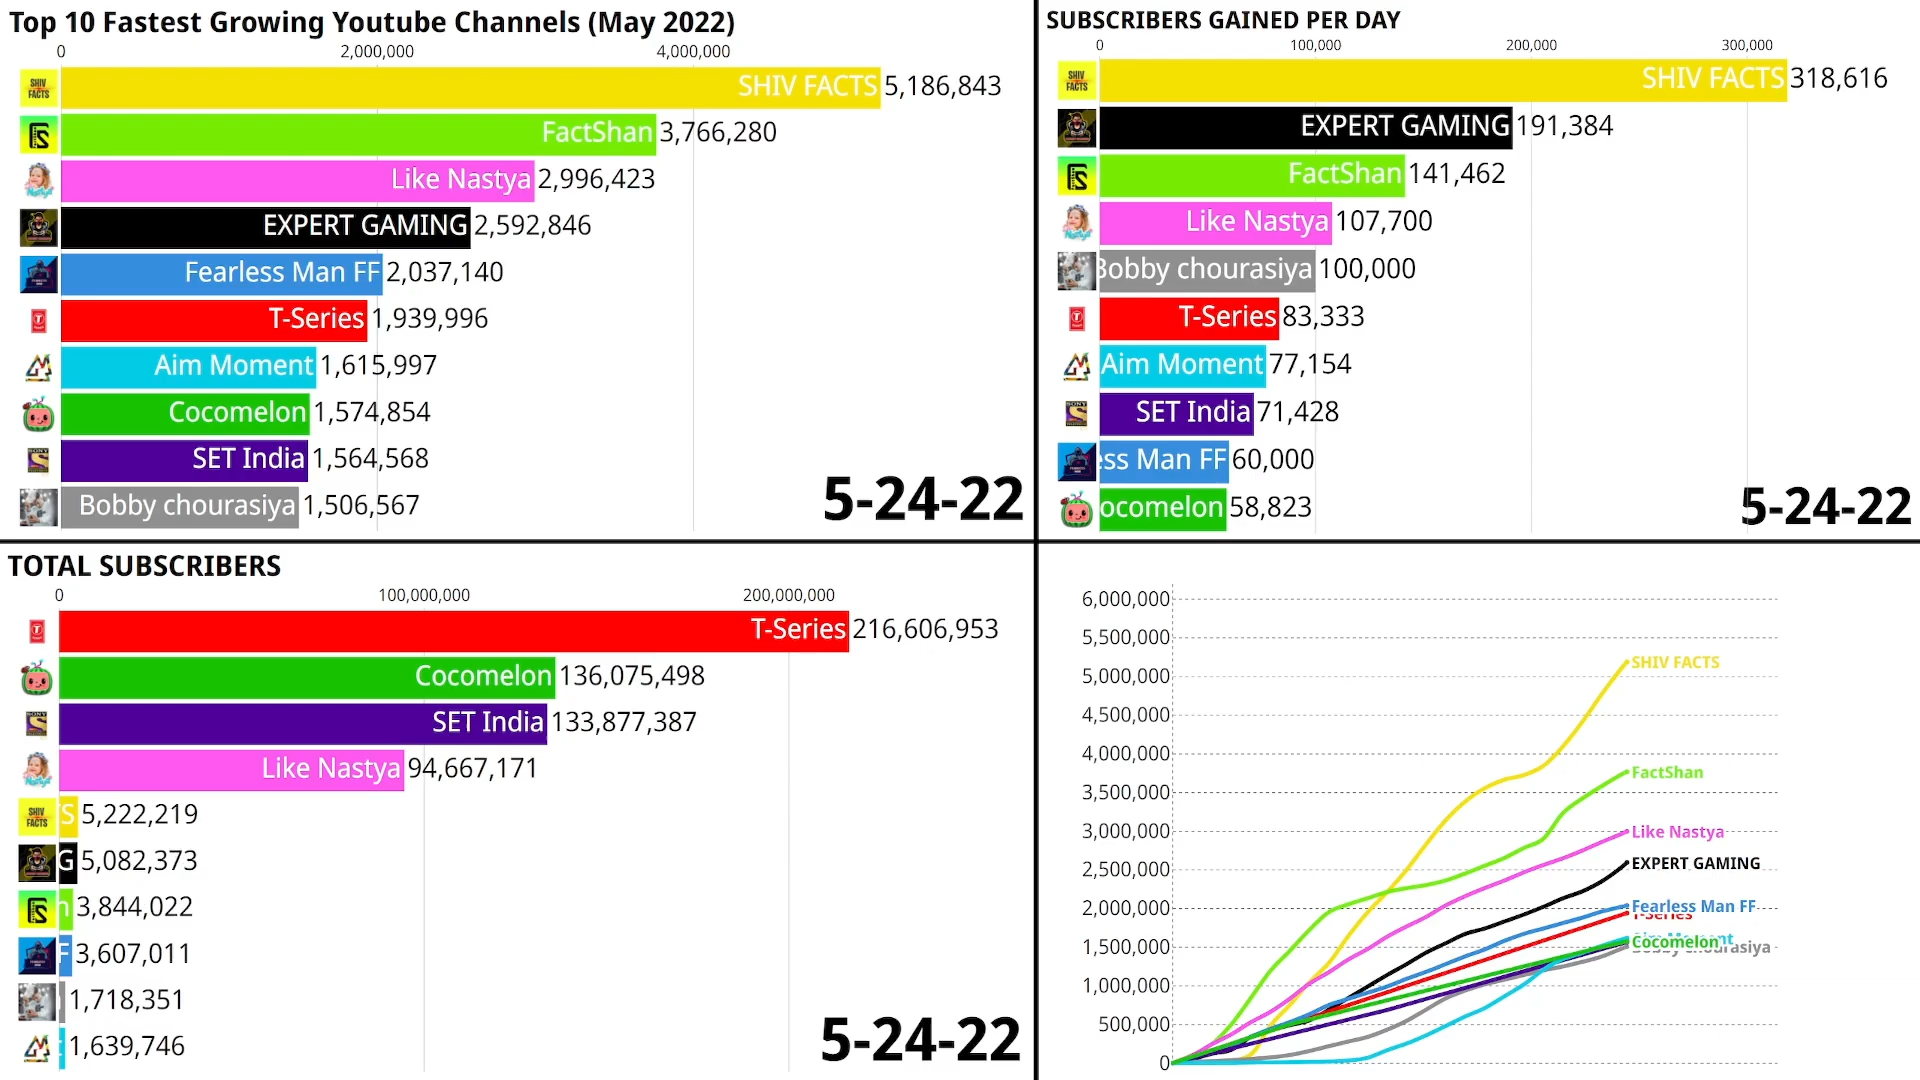 Top 10 Fastest Growing Youtube Channels (May 2022)
0 2,000,000 4,000,000
SHIV FACTS SHIV FACTS 5,186,843
FactShan 3,766,280
Like Nastya 2,996,423
EXPERT GAMING 2,592,846
Fearless Man FF 2,037,140
T-Series 1,939,996
Aim Moment 1,615,997
Cocomelon 1,574,854
SET India 1,564,568
Bobby chourasiya 1,506,567
5-24-22
SUBSCRIBERS GAINED PER DAY
0 100,000 200,000 300,000
SHIV FACTS SHIV FACTS 318,616
EXPERT GAMING 191,384
FactShan 141,462
Like Nastya 107,700
Bobby chourasiya 100,000
T-Series 83,333
Aim Moment 77,154
SET India 71,428
ess Man FF 60,000
ocomelon 58,823
5-24-22
TOTAL SUBSCRIBERS
0 100,000,000 200,000,000
T-Series 216,606,953
Cocomelon 136,075,498
SET India 133,877,387
Like Nastya 94,667,171
SHIV FACTS S 5,222,219
G 5,082,373
n 3,844,022
F 3,607,011
1,718,351
t 1,639,746
5-24-22
6,000,000
5,500,000
SHIV FACTS
5,000,000
4,500,000
4,000,000
FactShan
3,500,000
3,000,000 Like Nastya
2,500,000 EXPERT GAMING
2,000,000 Fearless Man FF
T-Series
1,500,000 Cocomelon
1,000,000
500,000
0